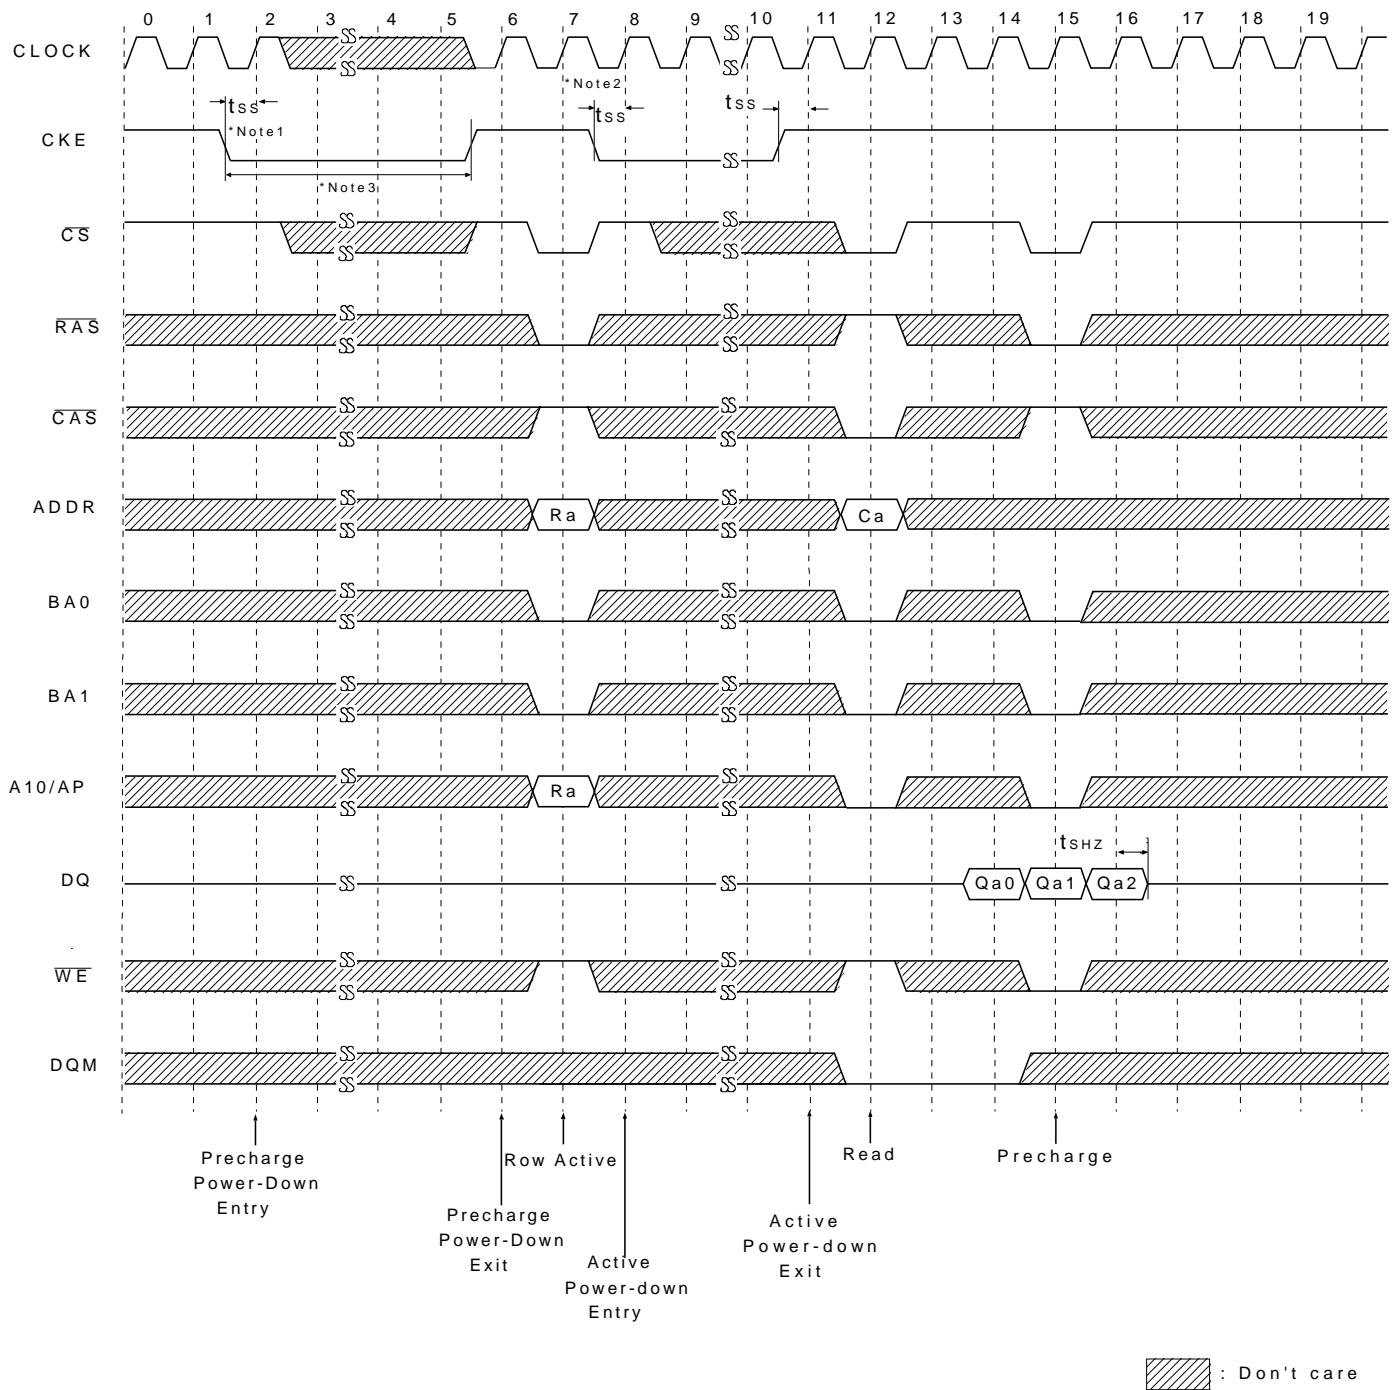 0 1 2 3 4 5 6 7 8 9 10 11 12 13 14 15 16 17 18 19
CLOCK
*Note2
tSS tSS tSS
*Note1
CKE
*Note3
CS
RAS
CAS
ADDR Ra Ca
BA0
BA1
A10/AP Ra
tSHZ
DQ Qa0 Qa1 Qa2
WE
DQM
Precharge
Power-Down
Entry
Precharge
Power-Down
Exit
Row Active
Active
Power-down
Entry
Active
Power-down
Exit
Read
Precharge
: Don't care